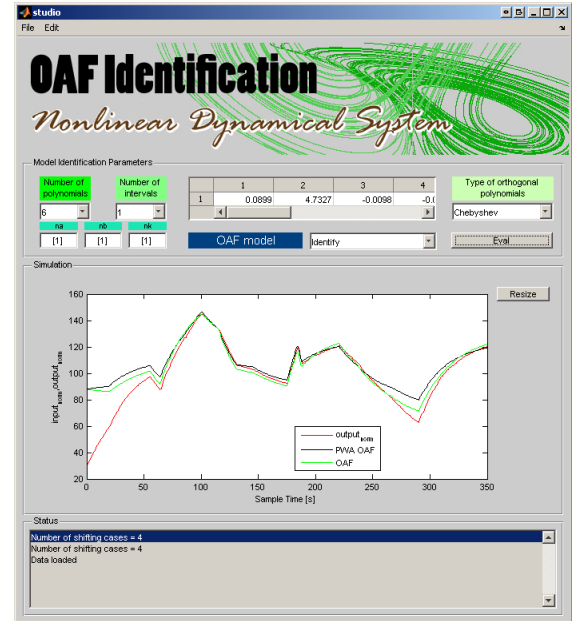 studio
File Edit
OAF Identification
Nonlinear Dynamical System
Model Identification Parameters
Number of polynomials
Number of intervals
6
1
na nb nk
[1] [1] [1]
1 2 3 4
1 0.0899 4.7327 -0.0098
OAF model
Identify
Type of orthogonal polynomials
Chebyshev
Eval
Simulation
Resize
160
140
120
100
80
60
40
20
0 50 100 150 200 250 300 350
input_norm,output_norm
Sample Time [s]
output_norm
PWA OAF
OAF
Status
Number of shifting cases = 4
Number of shifting cases = 4
Data loaded